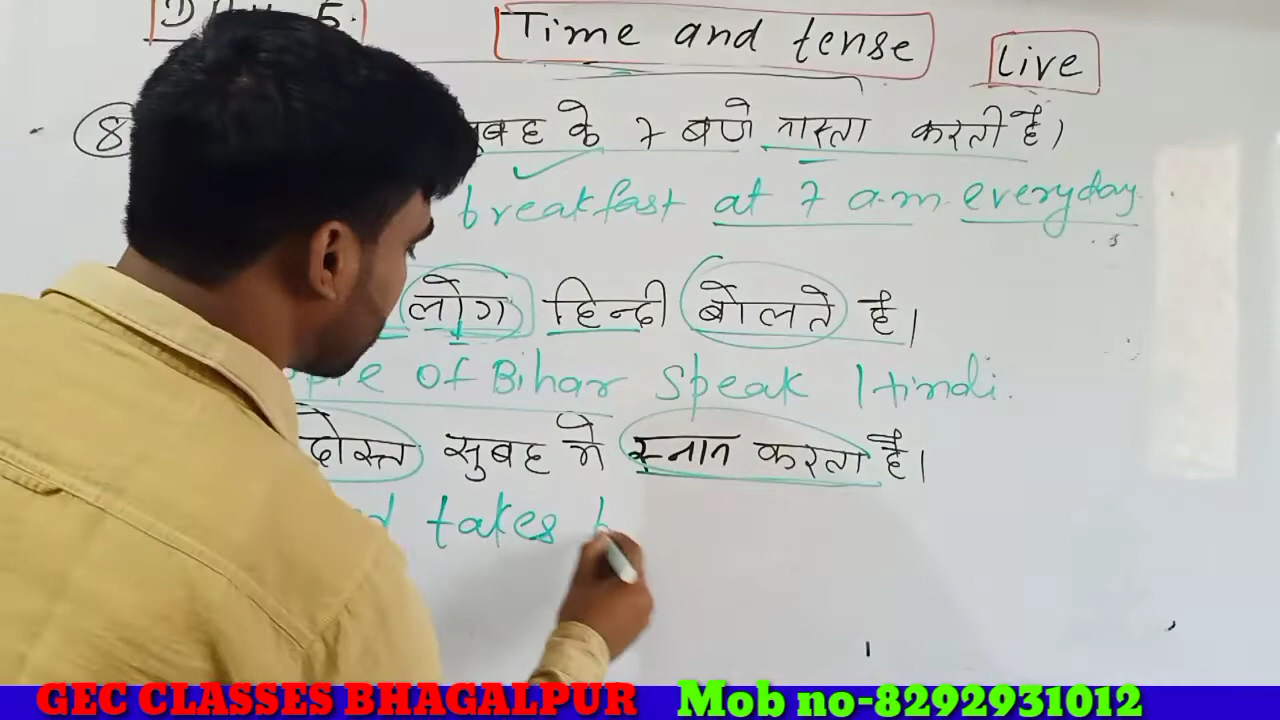 Day 5.
Time and tense
Live
8 सुबह के 7 बजे नास्ता करती है।
breakfast at 7 a.m. everyday.
लोग हिन्दी बोलते है।
of Bihar speak Hindi.
दोस्त सुबह मे स्नान करता है।
takes b
GEC CLASSES BHAGALPUR Mob no-8292931012